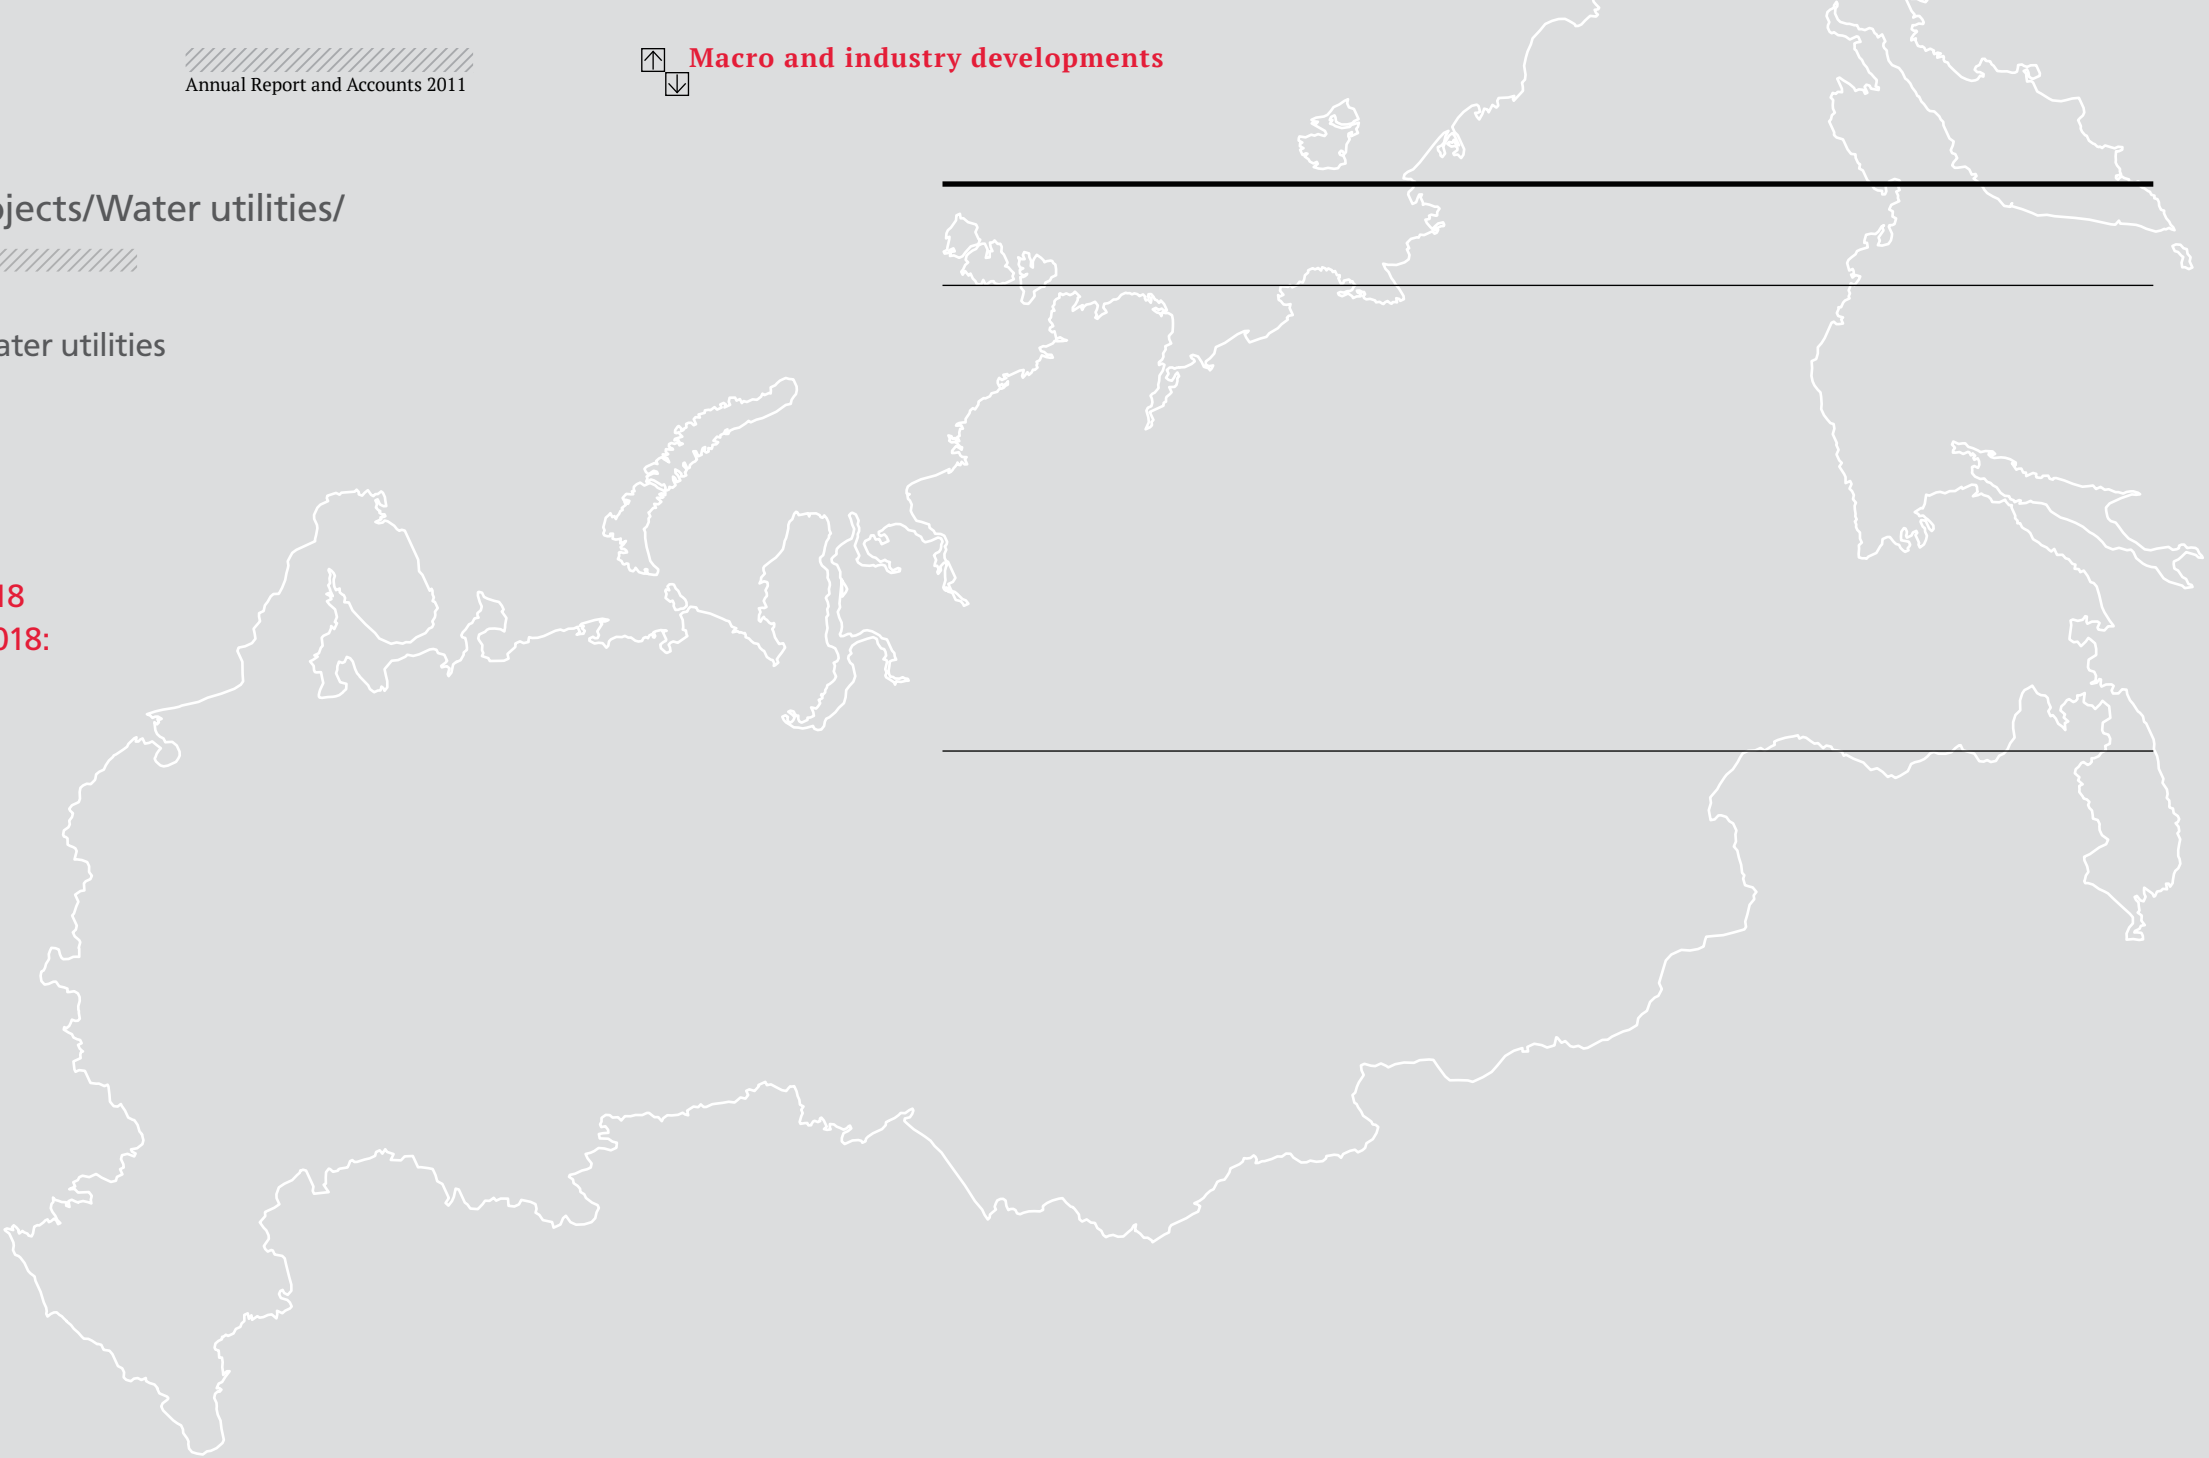 Macro and industry developments
Annual Report and Accounts 2011
jects/Water utilities/
ater utilities
18
018: